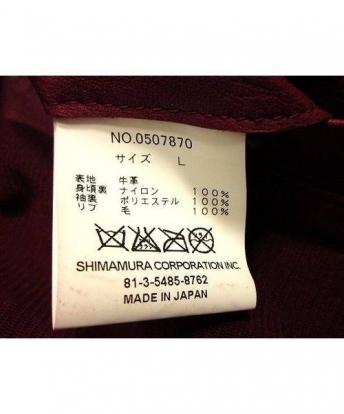 NO.0507870
サイズ L
表地 牛革
身頃裏 ナイロン 100%
袖裏 ポリエステル 100%
リブ 毛 100%
SHIMAMURA CORPORATION INC.
81-3-5485-8762
MADE IN JAPAN